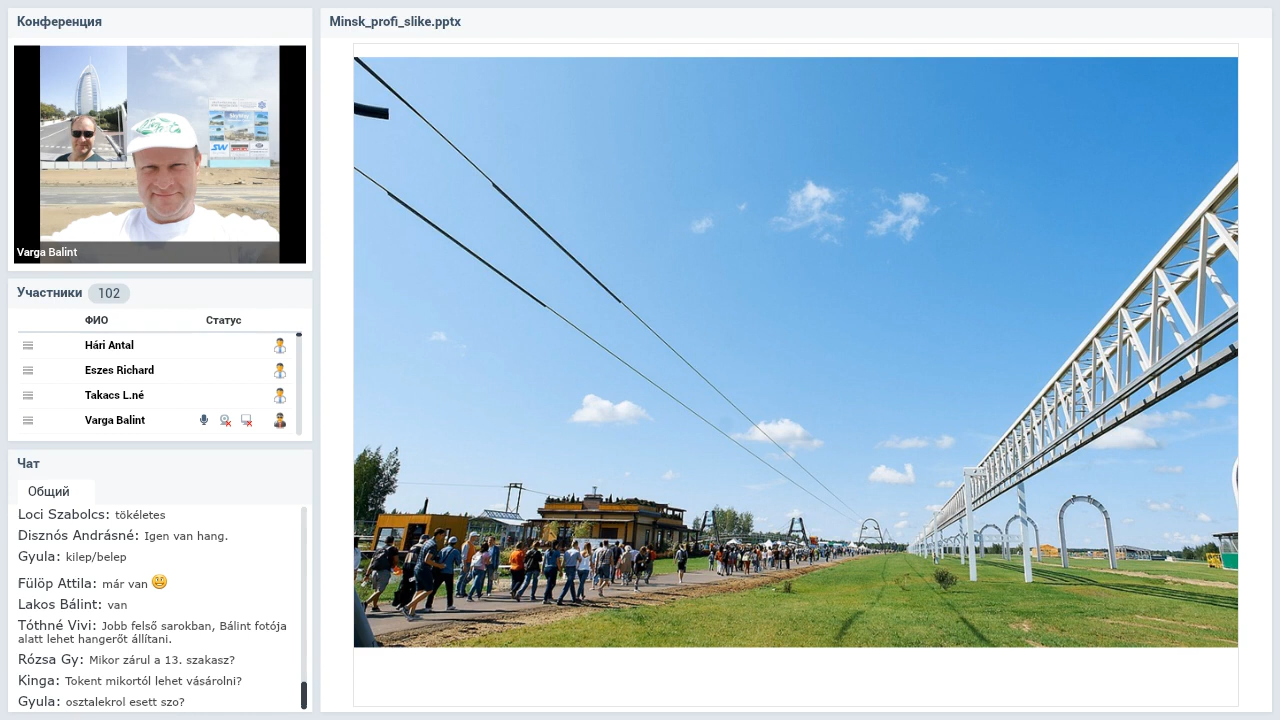 Конференция
SkyWay
SW
Varga Balint
Участники 102
ФИО Статус
Hári Antal
Eszes Richard
Takacs L.né
Varga Balint
Чат
Общий
Loci Szabolcs: tökéletes
Disznós Andrásné: Igen van hang.
Gyula: kilep/belep
Fülöp Attila: már van
Lakos Bálint: van
Tóthné Vivi: Jobb felső sarokban, Bálint fotója
alatt lehet hangerőt állítani.
Rózsa Gy: Mikor zárul a 13. szakasz?
Kinga: Tokent mikortól lehet vásárolni?
Gyula: osztalekrol esett szo?
Minsk_profi_slike.pptx